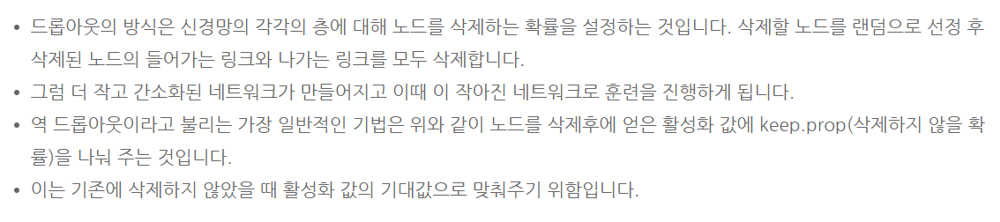 • 드롭아웃의 방식은 신경망의 각각의 층에 대해 노드를 삭제하는 확률을 설정하는 것입니다. 삭제할 노드를 랜덤으로 선정 후
삭제된 노드의 들어가는 링크와 나가는 링크를 모두 삭제합니다.
• 그럼 더 작고 간소화된 네트워크가 만들어지고 이때 이 작아진 네트워크로 훈련을 진행하게 됩니다.
• 역 드롭아웃이라고 불리는 가장 일반적인 기법은 위와 같이 노드를 삭제후에 얻은 활성화 값에 keep.prop(삭제하지 않을 확
률)을 나눠 주는 것입니다.
• 이는 기존에 삭제하지 않았을 때 활성화 값의 기대값으로 맞춰주기 위함입니다.